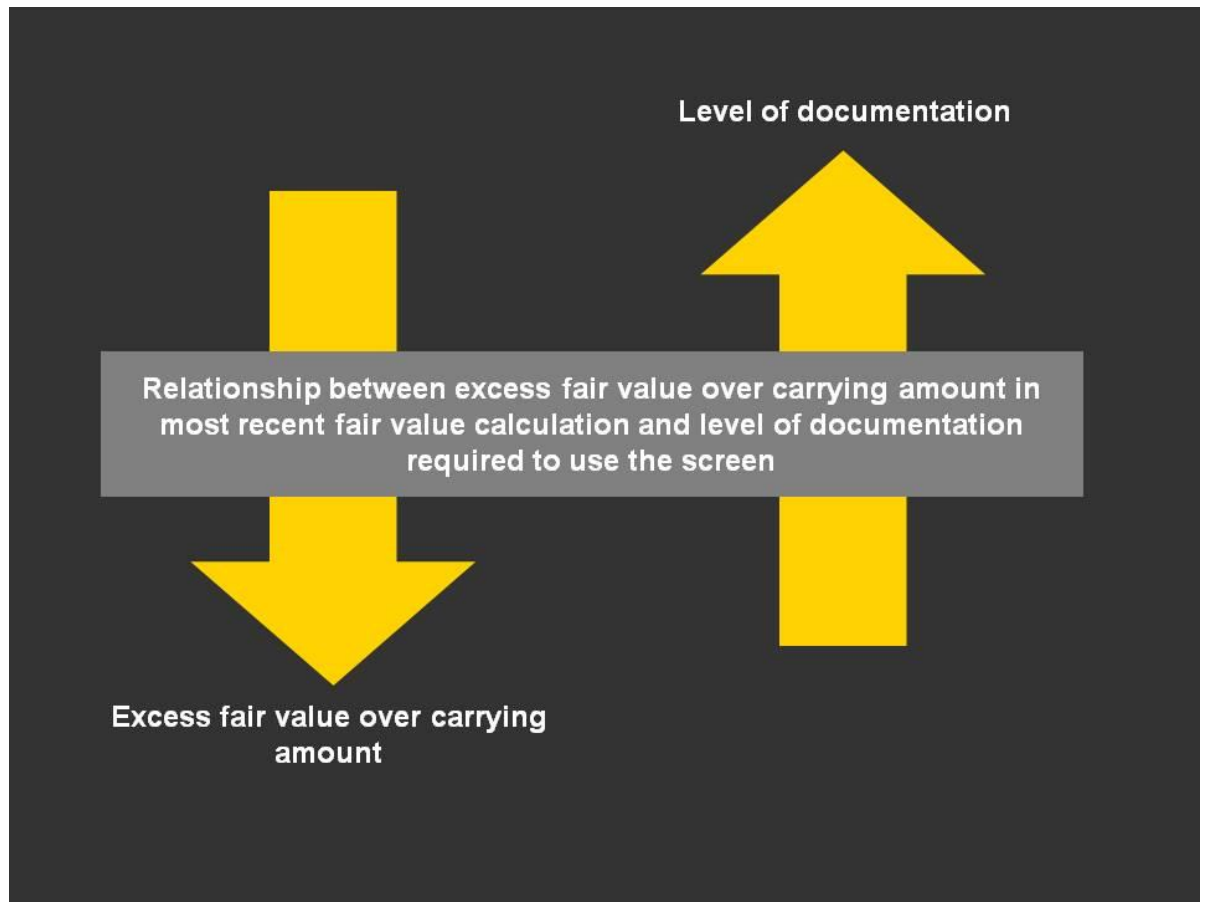 Level of documentation
Relationship between excess fair value over carrying amount in
most recent fair value calculation and level of documentation
required to use the screen
Excess fair value over carrying
amount